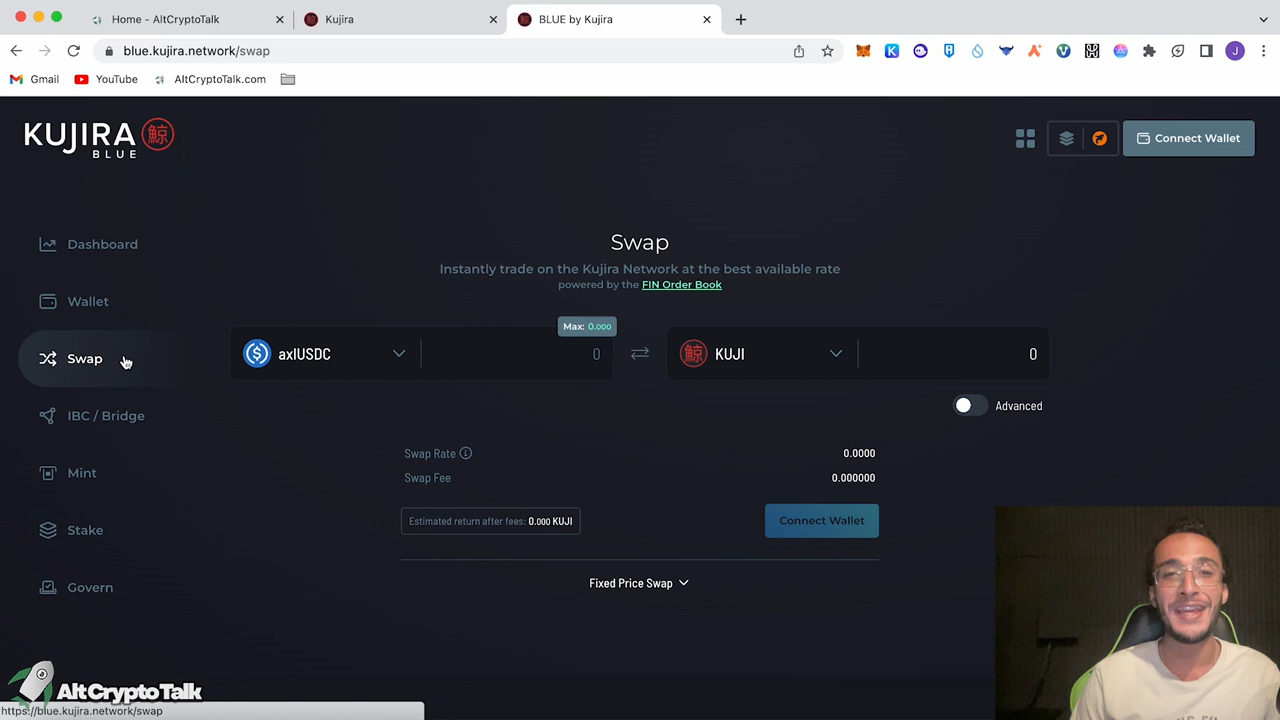 Home - AltCryptoTalk
Kujira
BLUE by Kujira
blue.kujira.network/swap
J
Gmail
YouTube
AltCryptoTalk.com
KUJIRA 鯨
BLUE
Connect Wallet
Dashboard
Wallet
Swap
IBC / Bridge
Mint
Stake
Govern
Swap
Instantly trade on the Kujira Network at the best available rate
powered by the FIN Order Book
Max: 0.000
axlUSDC
0
KUJI
0
Advanced
Swap Rate
0.0000
Swap Fee
0.000000
Estimated return after fees: 0.000 KUJI
Connect Wallet
Fixed Price Swap
AltCryptoTalk
https://blue.kujira.network/swap